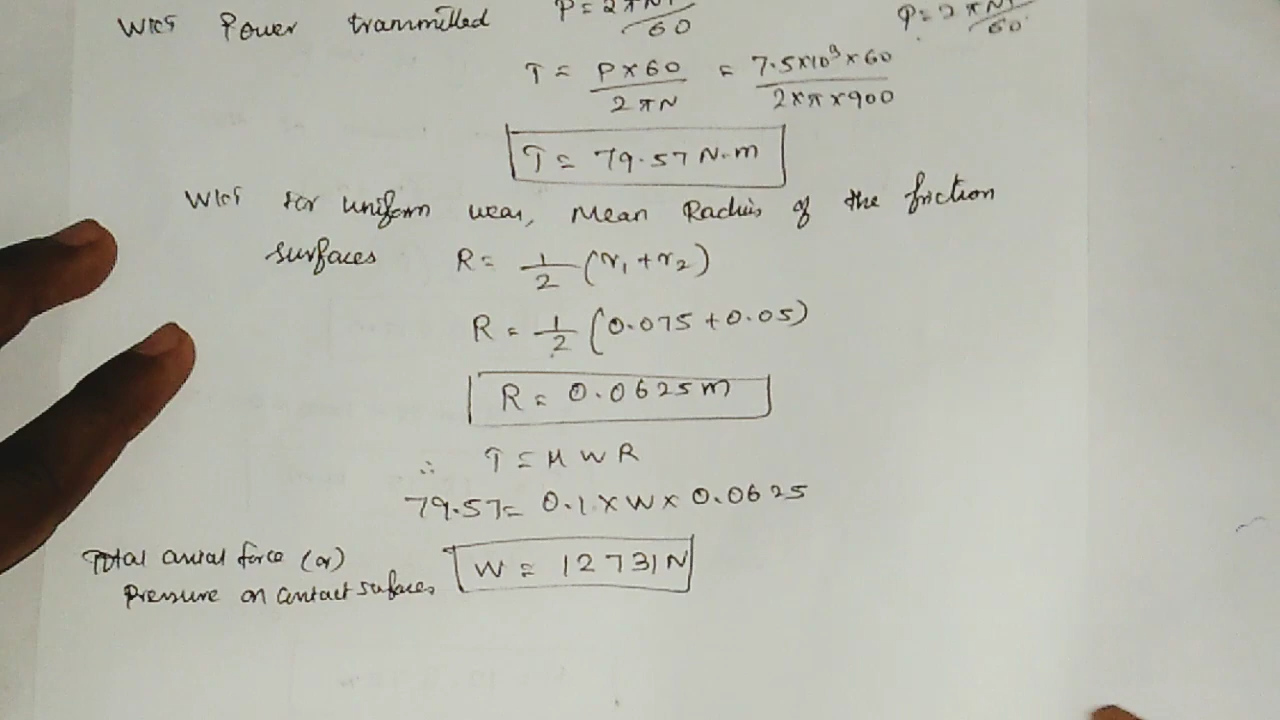 WKT Power transmitted P = 2πNT/60 P = 2πNT/60
T = P×60/2πN = 7.5×10³×60/2×π×900
T = 79.57 N-m
WKT for uniform wear, Mean Radius of the friction
surfaces R = 1/2 (r₁+r₂)
R = 1/2 (0.075+0.05)
R = 0.0625m
∴ T = μ W R
79.57 = 0.1 × W × 0.0625
Total axial force (or)
Pressure on contact surfaces W = 12731N